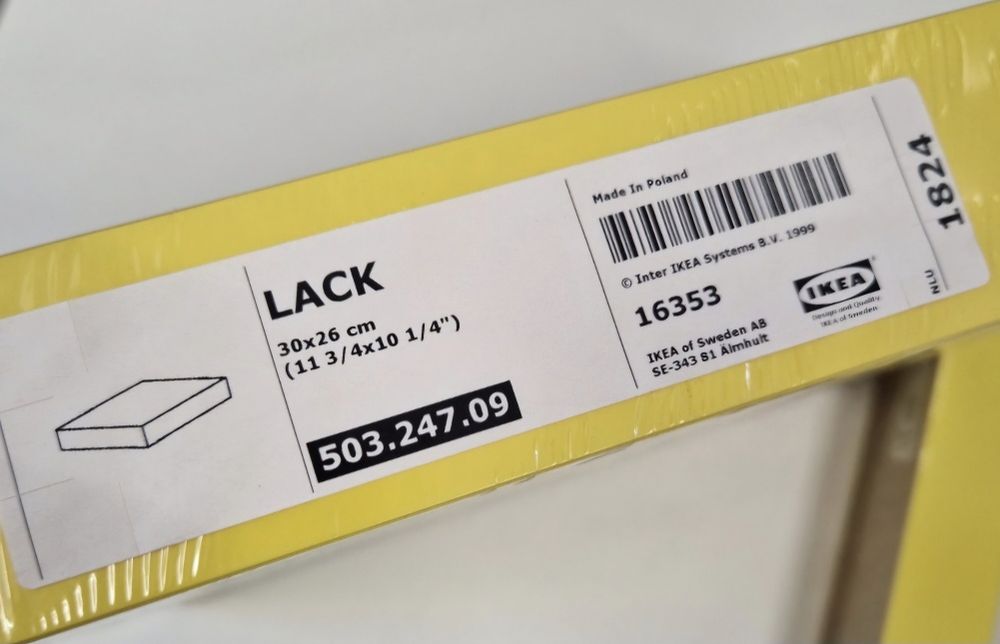 LACK
30x26 cm
(11 3/4x10 1/4")
503.247.09
Made In Poland
© Inter IKEA Systems B.V. 1999
16353
IKEA of Sweden AB
SE-343 81 Älmhult
IKEA
Design and Quality
IKEA of Sweden
1824
NLU